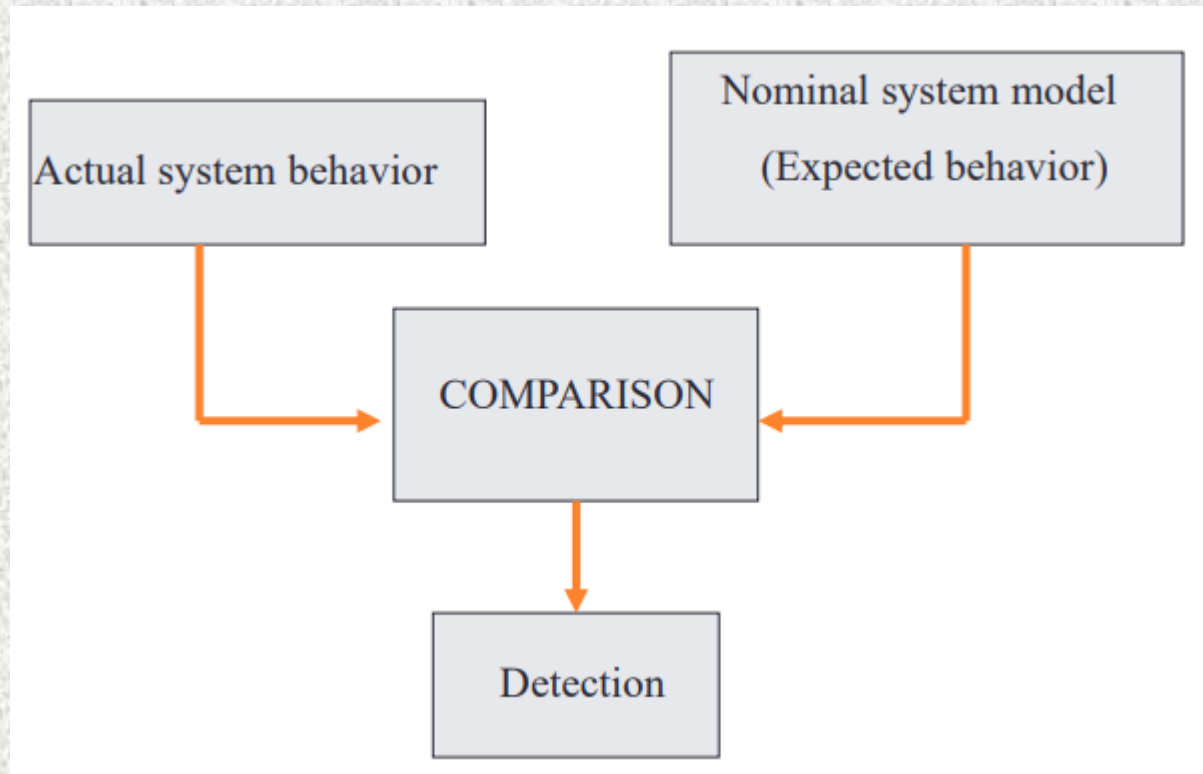 Actual system behavior
Nominal system model
(Expected behavior)
COMPARISON
Detection